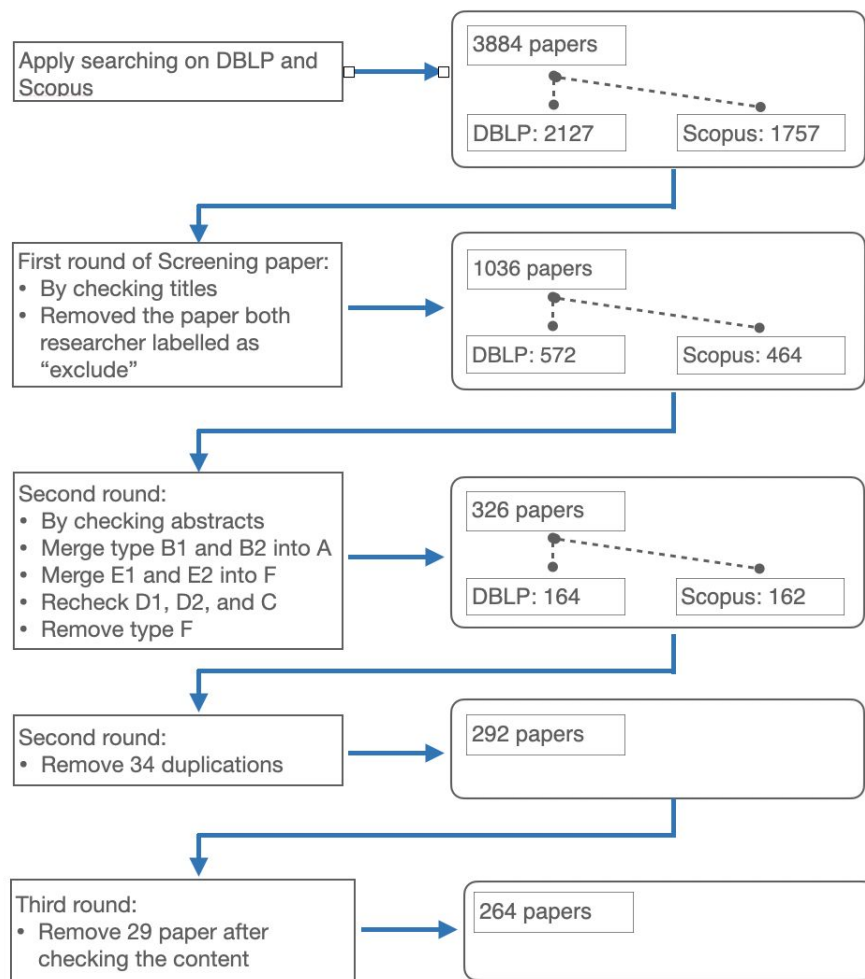 Apply searching on DBLP and
Scopus
3884 papers
DBLP: 2127
Scopus: 1757
First round of Screening paper:
• By checking titles
• Removed the paper both
researcher labelled as
“exclude”
1036 papers
DBLP: 572
Scopus: 464
Second round:
• By checking abstracts
• Merge type B1 and B2 into A
• Merge E1 and E2 into F
• Recheck D1, D2, and C
• Remove type F
326 papers
DBLP: 164
Scopus: 162
Second round:
• Remove 34 duplications
292 papers
Third round:
• Remove 29 paper after
checking the content
264 papers